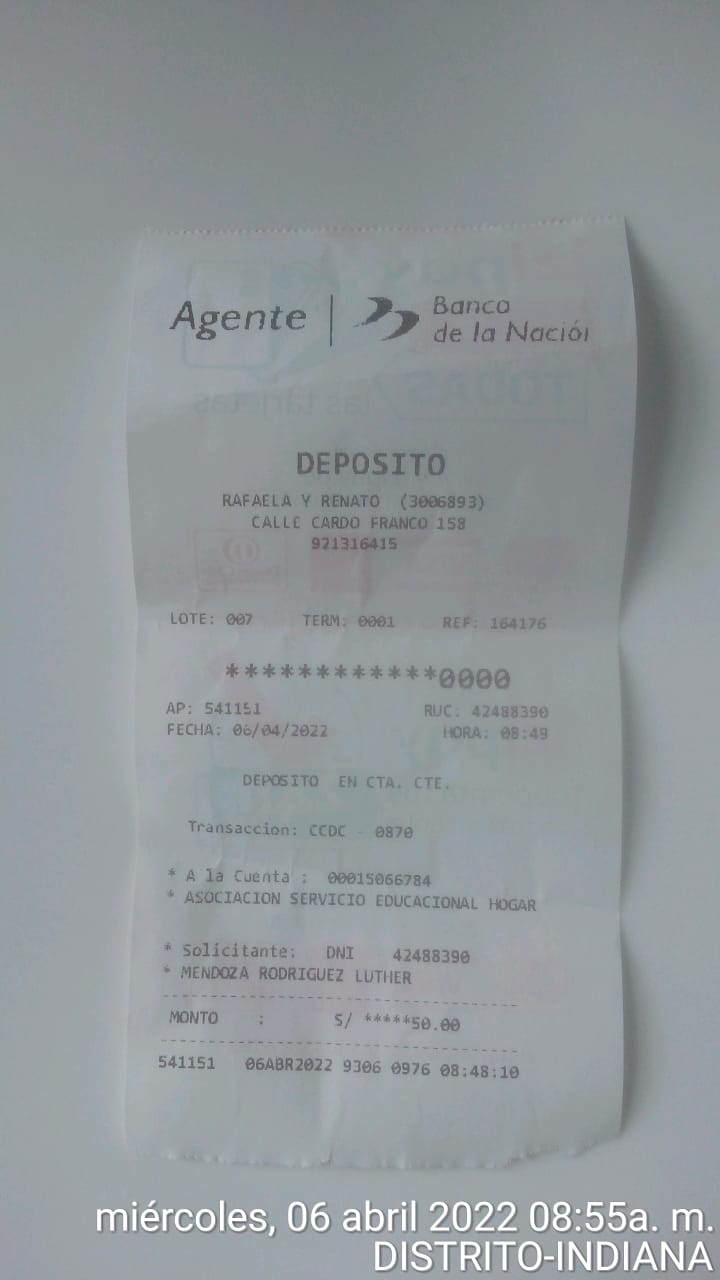 Agente | Banco
de la Nación
DEPOSITO
RAFAELA Y RENATO (3006893)
CALLE CARDO FRANCO 158
921316415
LOTE: 007 TERM: 0001 REF: 164176
************0000
AP: 541151 RUC: 42488390
FECHA: 06/04/2022 HORA: 08:49
DEPOSITO EN CTA. CTE.
Transaccion: CCDC - 0870
* A la Cuenta : 00015066784
* ASOCIACION SERVICIO EDUCACIONAL HOGAR
* Solicitante: DNI 42488390
* MENDOZA RODRIGUEZ LUTHER
MONTO : S/ *****50.00
541151 06ABR2022 9306 0976 08:48:10
miércoles, 06 abril 2022 08:55a. m.
DISTRITO-INDIANA